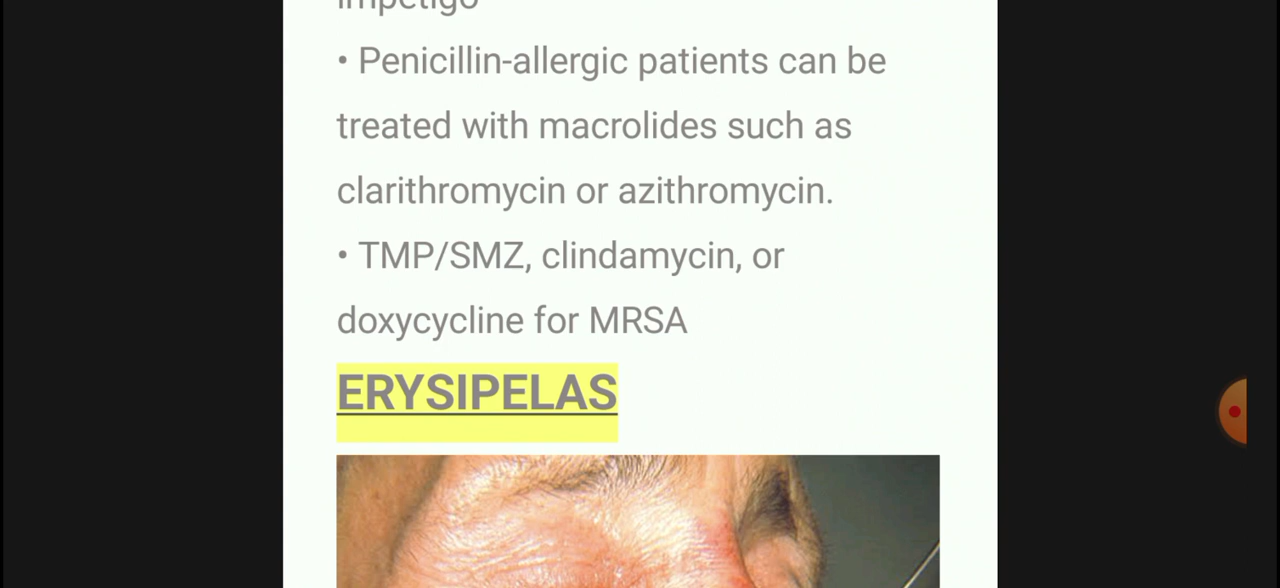 impetigo
• Penicillin-allergic patients can be
treated with macrolides such as
clarithromycin or azithromycin.
• TMP/SMZ, clindamycin, or
doxycycline for MRSA
ERYSIPELAS